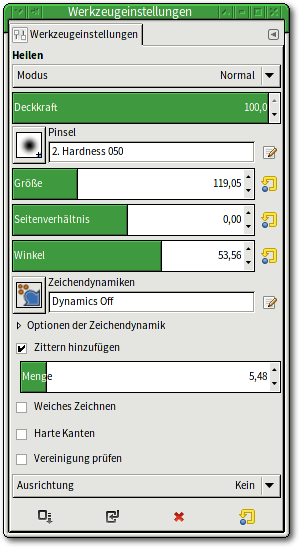 Werkzeugeinstellungen
Werkzeugeinstellungen
Heilen
Modus Normal
Deckkraft 100,0
Pinsel
2. Hardness 050
Größe 119,05
Seitenverhältnis 0,00
Winkel 53,56
Zeichendynamiken
Dynamics Off
Optionen der Zeichendynamik
Zittern hinzufügen
Menge 5,48
Weiches Zeichnen
Harte Kanten
Vereinigung prüfen
Ausrichtung Kein